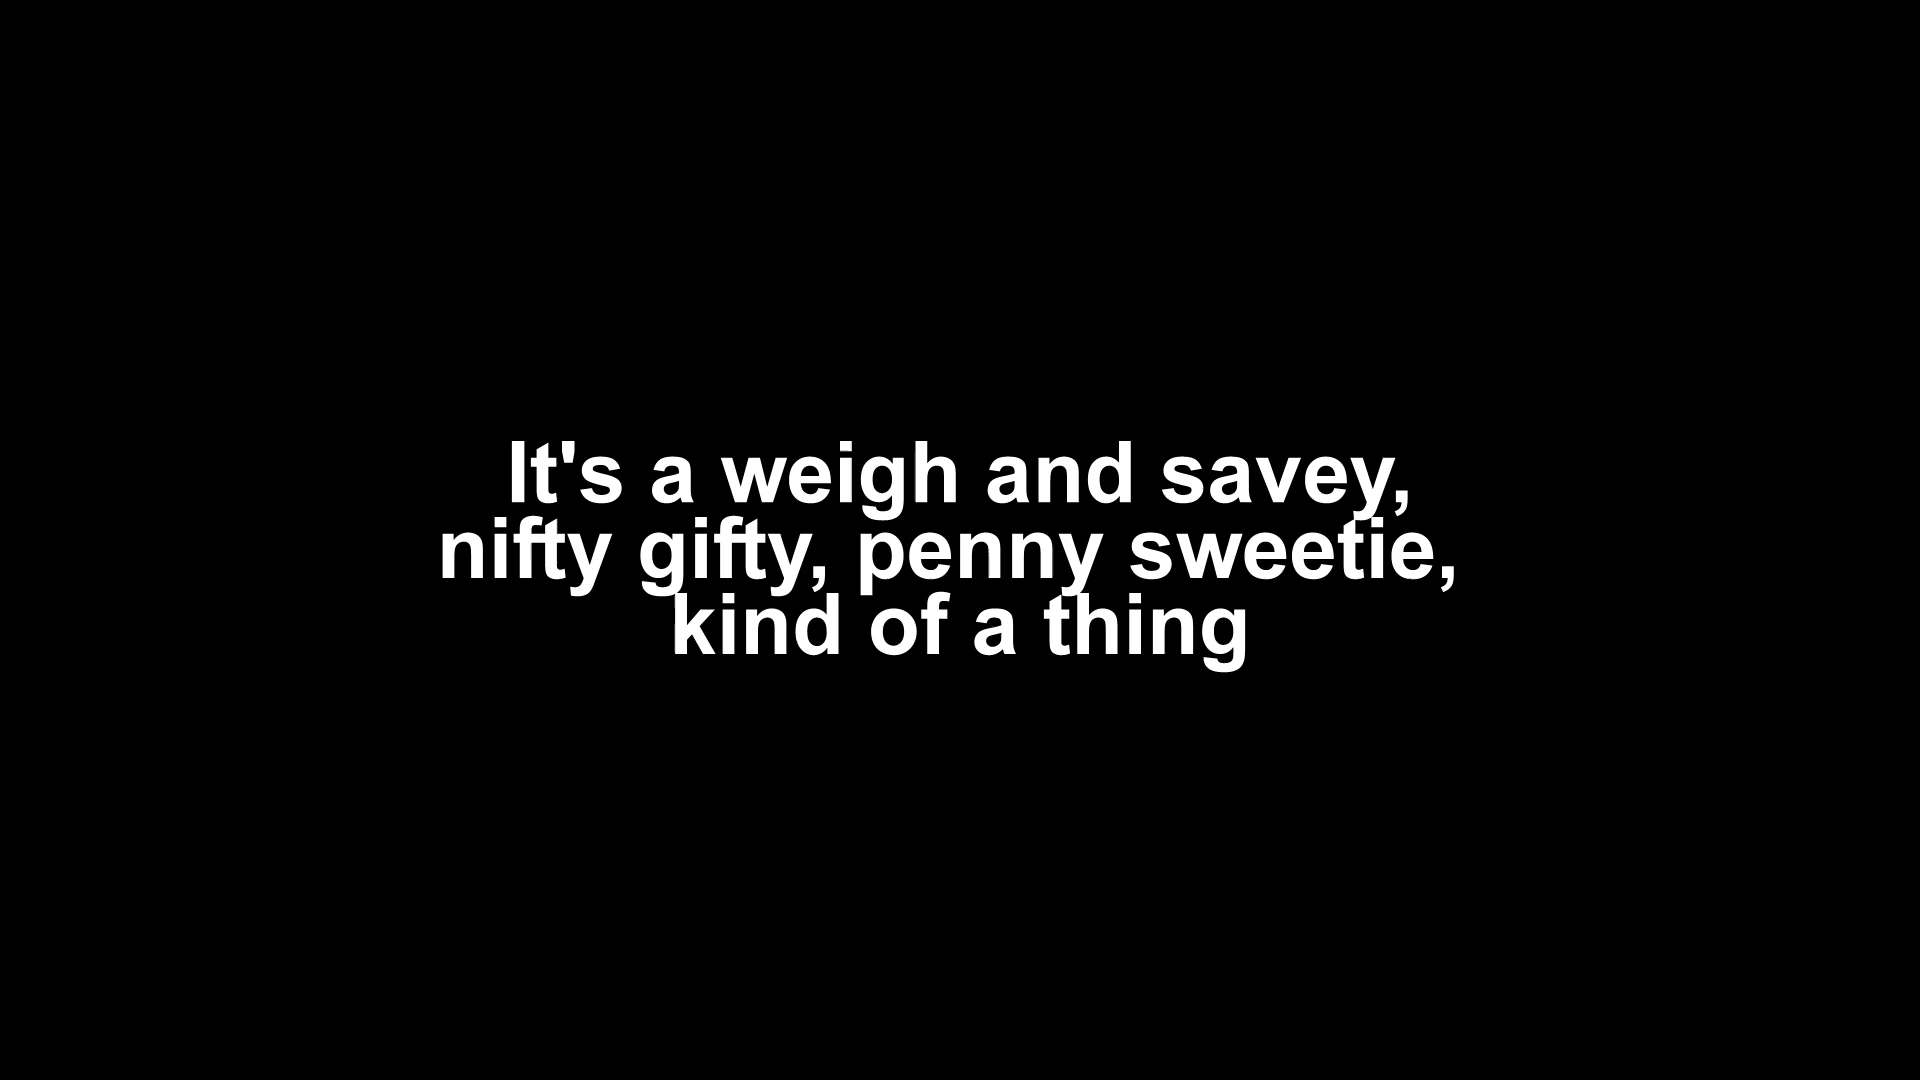 It's a weigh and savey,
nifty gifty, penny sweetie,
kind of a thing